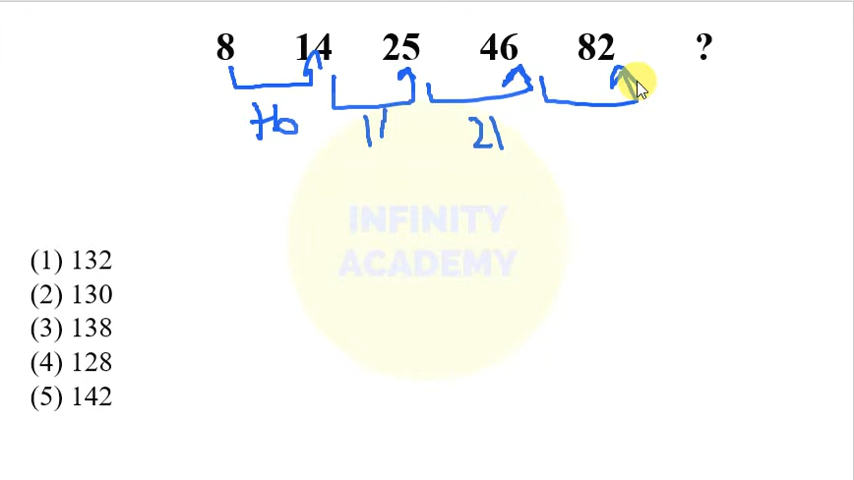 8 14 25 46 82 ?
+6 11 21
INFINITY
ACADEMY
(1) 132
(2) 130
(3) 138
(4) 128
(5) 142